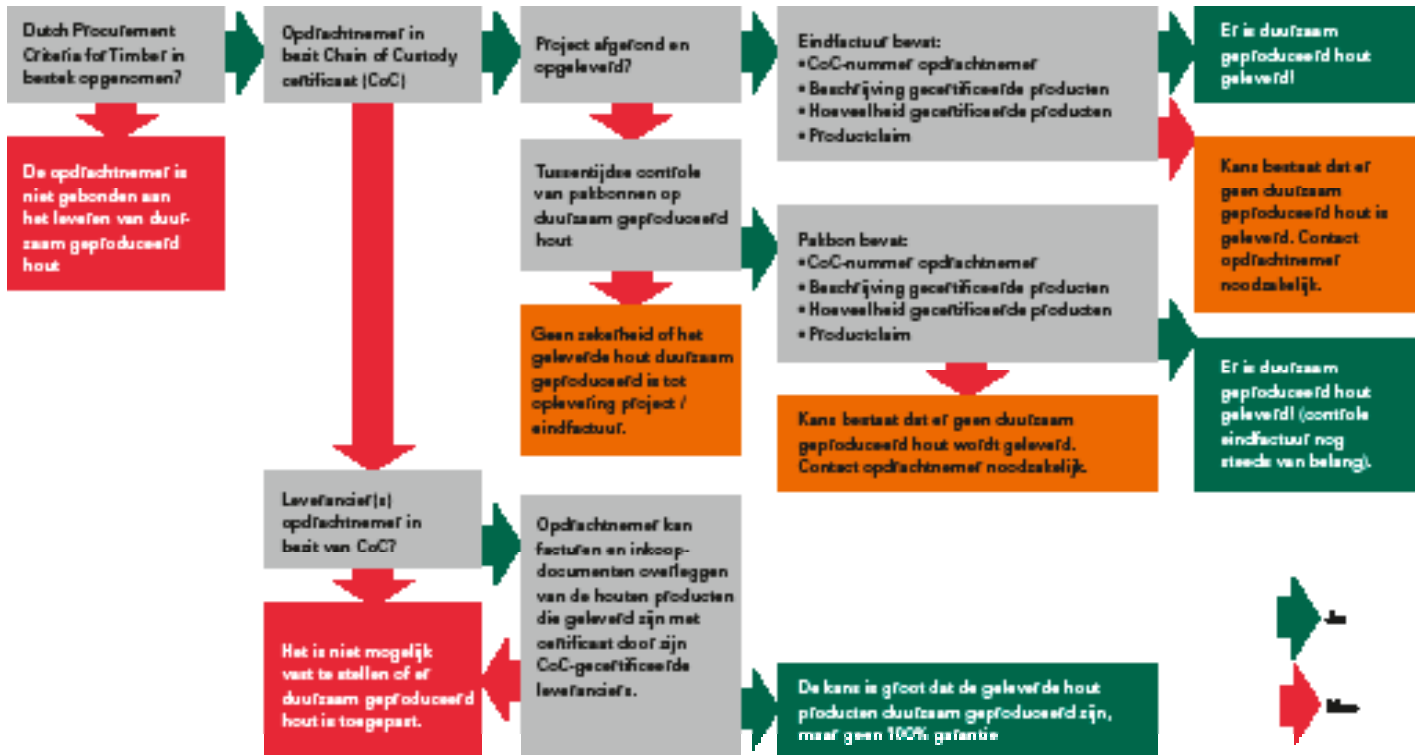 Dutch Procurement
Criteria for Timber in
bestek opgenomen?
Opdrachtnemer in
bezit Chain of Custody
certificaat (CoC)
Project afgerond en
opgeleverd?
Eindfactuur bevat:
• CoC-nummer opdrachtnemer
• Beschrijving gecertificeerde producten
• Hoeveelheid gecertificeerde producten
• Productclaim
Er is duurzaam
geproduceerd hout
geleverd!
De opdrachtnemer is
niet gebonden aan
het leveren van duur-
zaam geproduceerd
hout
Tussentijdse controle
van pakbonnen op
duurzaam geproduceerd
hout
Kans bestaat dat er
geen duurzaam
geproduceerd hout is
geleverd. Contact
opdrachtnemer
noodzakelijk.
Pakbon bevat:
• CoC-nummer opdrachtnemer
• Beschrijving gecertificeerde producten
• Hoeveelheid gecertificeerde producten
• Productclaim
Geen zekerheid of het
geleverde hout duurzaam
geproduceerd is tot
oplevering project /
eindfactuur.
Er is duurzaam
geproduceerd hout
geleverd! (controle
eindfactuur nog
steeds van belang).
Kans bestaat dat er geen duurzaam
geproduceerd hout wordt geleverd.
Contact opdrachtnemer noodzakelijk.
Leverancier(s)
opdrachtnemer in
bezit van CoC?
Opdrachtnemer kan
facturen en inkoop-
documenten overleggen
van de houten producten
die geleverd zijn met
certificaat door zijn
CoC-gecertificeerde
leveranciers.
Het is niet mogelijk
vast te stellen of er
duurzaam geproduceerd
hout is toegepast.
De kans is groot dat de geleverde hout
producten duurzaam geproduceerd zijn,
maar geen 100% garantie
Ja